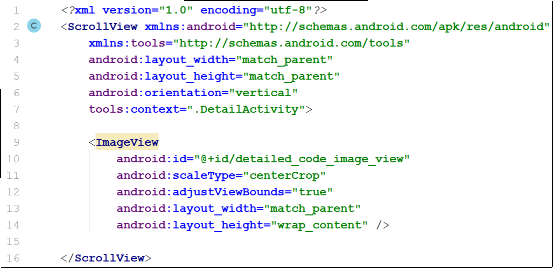 1 <?xml version="1.0" encoding="utf-8"?>
2 C <ScrollView xmlns:android="http://schemas.android.com/apk/res/android"
3 xmlns:tools="http://schemas.android.com/tools"
4 android:layout_width="match_parent"
5 android:layout_height="match_parent"
6 android:orientation="vertical"
7 tools:context=".DetailActivity">
8
9 <ImageView
10 android:id="@+id/detailed_code_image_view"
11 android:scaleType="centerCrop"
12 android:adjustViewBounds="true"
13 android:layout_width="match_parent"
14 android:layout_height="wrap_content" />
15
16 </ScrollView>